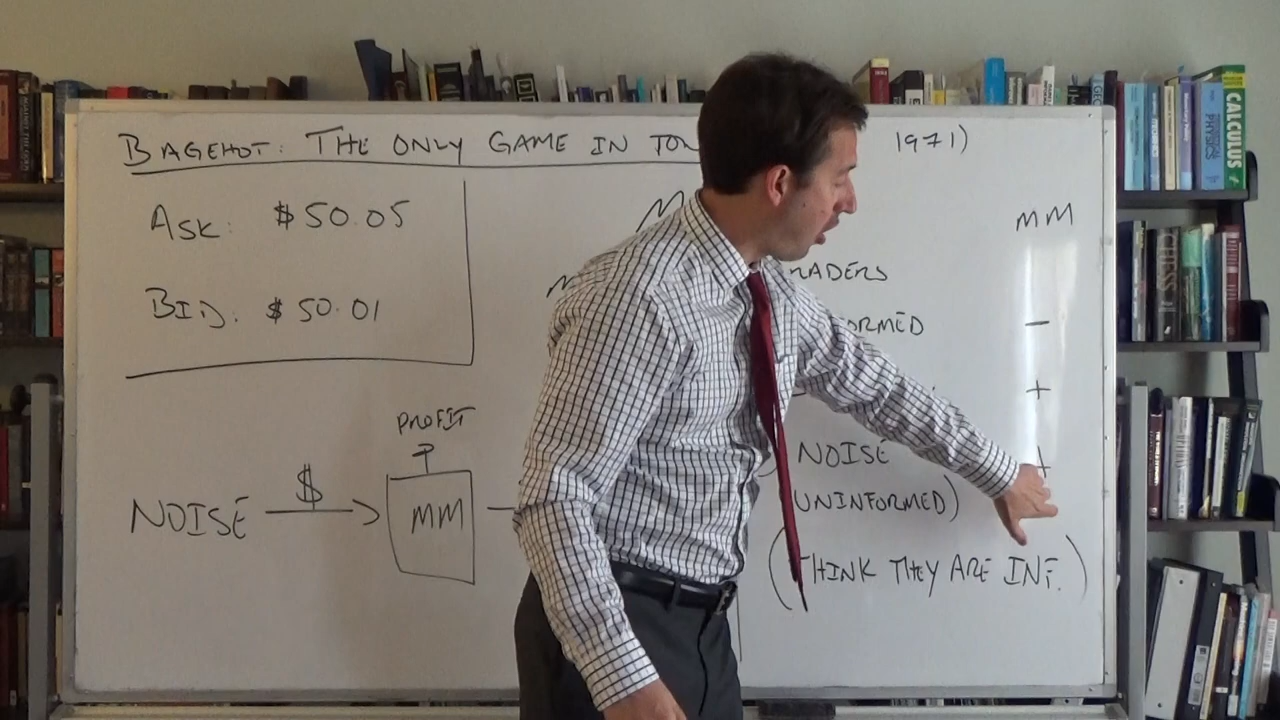 BAGEHOT: THE ONLY GAME IN TOW
1971)
ASK: $50.05
BID: $50.01
M
MM
RADERS
ORMED –
+
NOISE +
UNINFORMED)
(THINK THEY ARE INF.)
PROFIT
NOISE $ MM
CALCULUS
PHYSICS
CHESS